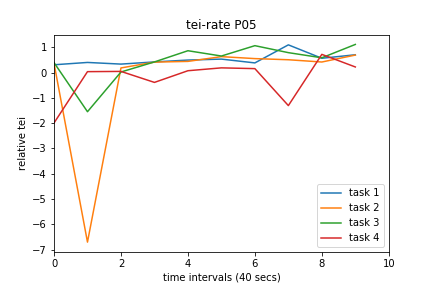 tei-rate P05
relative tei
1
0
−1
−2
−3
−4
−5
−6
−7
0 2 4 6 8 10
time intervals (40 secs)
task 1
task 2
task 3
task 4